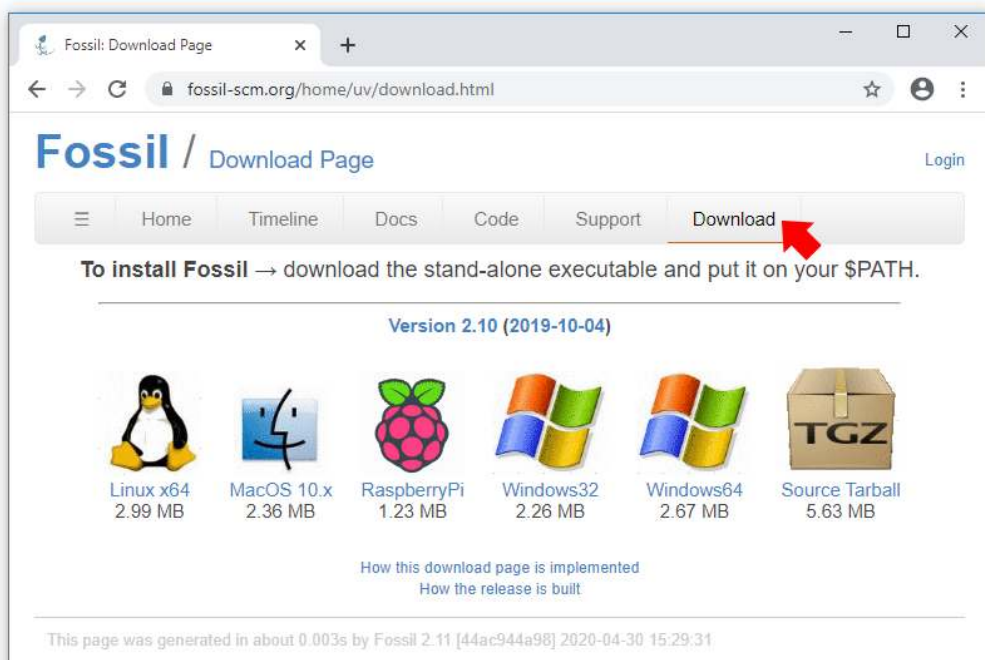 Fossil: Download Page
fossil-scm.org/home/uv/download.html
Fossil / Download Page
Login
☰ Home Timeline Docs Code Support Download
To install Fossil → download the stand-alone executable and put it on your $PATH.
Version 2.10 (2019-10-04)
TGZ
Linux x64 MacOS 10.x RaspberryPi Windows32 Windows64 Source Tarball
2.99 MB 2.36 MB 1.23 MB 2.26 MB 2.67 MB 5.63 MB
How this download page is implemented
How the release is built
This page was generated in about 0.003s by Fossil 2.11 [44ac944a98] 2020-04-30 15:29:31